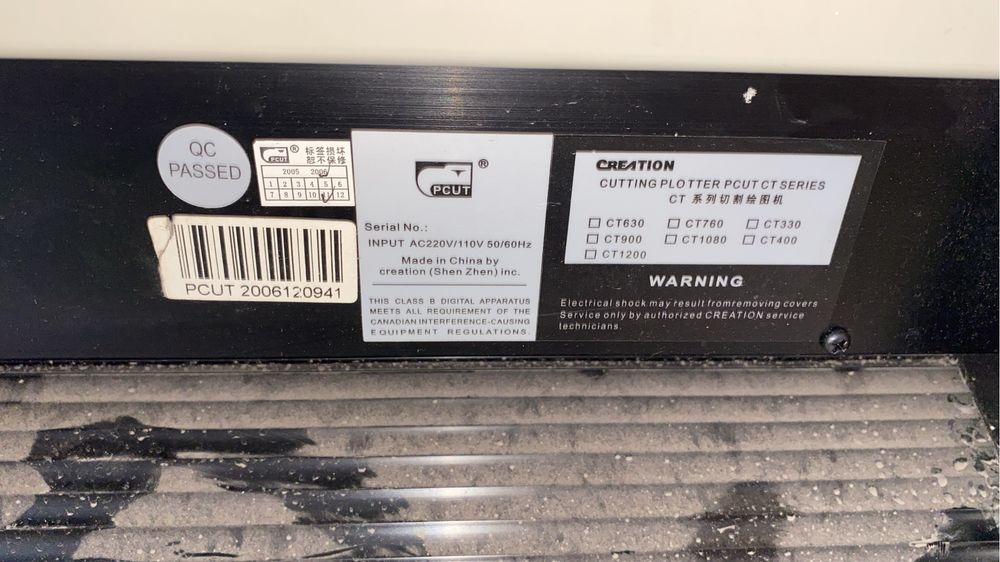 QC
PASSED
PCUT ®
标签损坏
恕不保修
2005 2006
1 2 3 4 5 6
7 8 9 10 11 12
PCUT 2006120941
PCUT ®
Serial No.:
INPUT AC220V/110V 50/60Hz
Made in China by
creation (Shen Zhen) inc.
THIS CLASS B DIGITAL APPARATUS
MEETS ALL REQUIREMENT OF THE
CANADIAN INTERFERENCE-CAUSING
EQUIPMENT REGULATIONS.
CREATION
CUTTING PLOTTER PCUT CT SERIES
CT 系列切割绘图机
□ CT630 □ CT760 □ CT330
□ CT900 □ CT1080 □ CT400
□ CT1200
WARNING
Electrical shock may result fromremoving covers
Service only by authorized CREATION service
technicians.